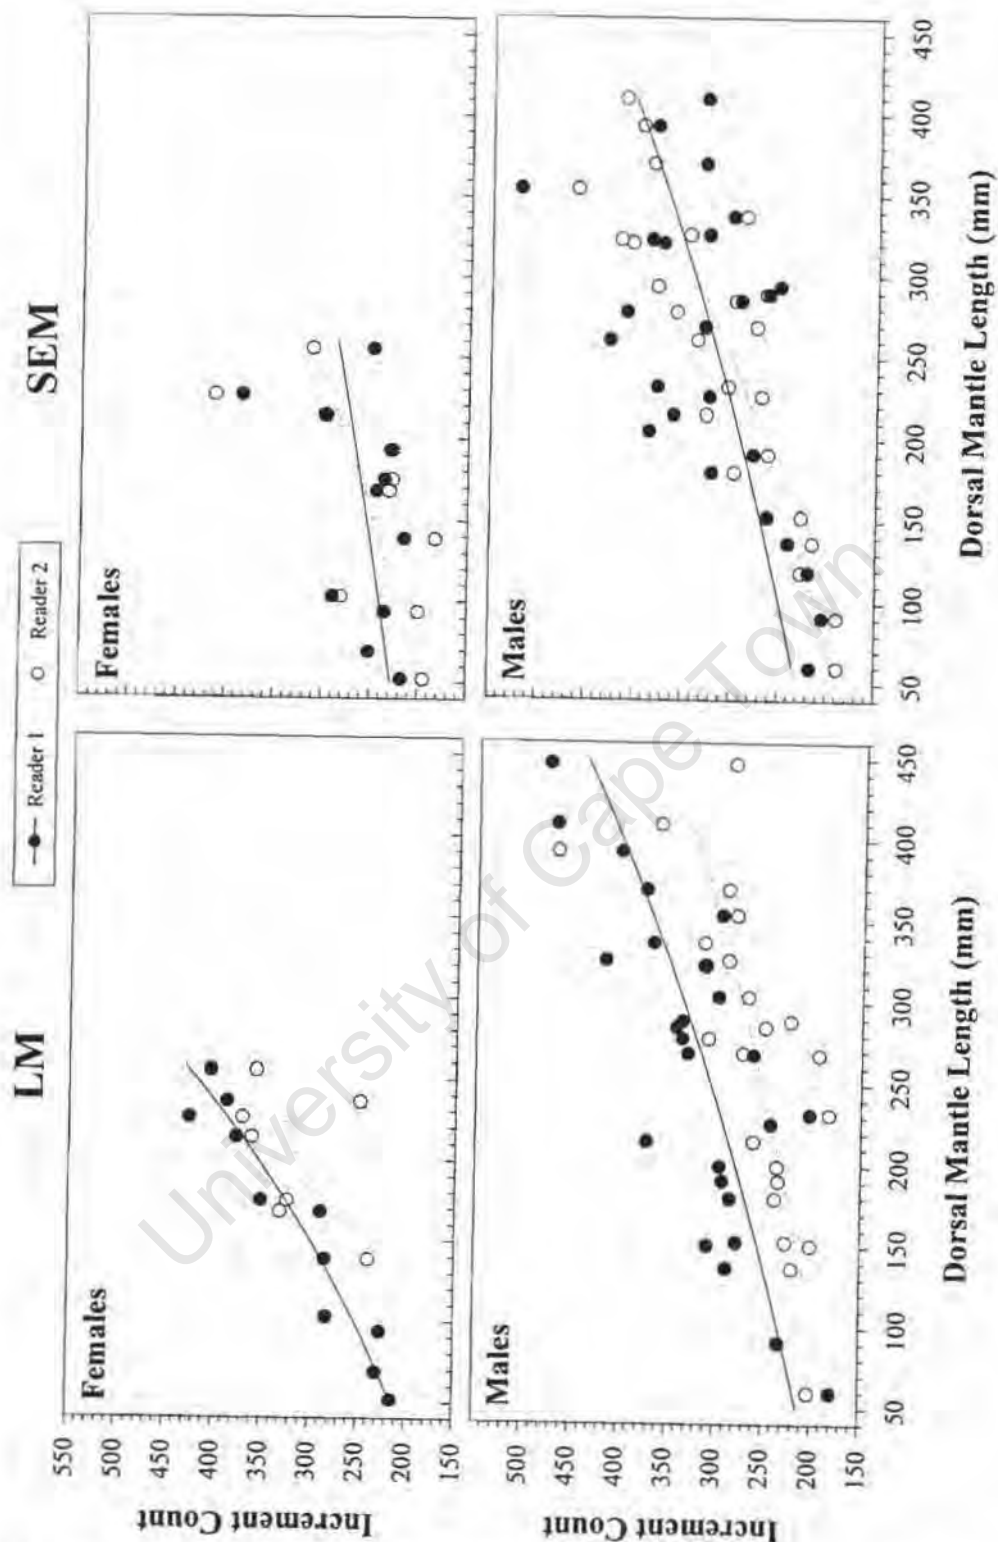 Reader 1
Reader 2
LM
SEM
Females
Females
Males
Males
Increment Count
550
500
450
400
350
300
250
200
150
Increment Count
500
450
400
350
300
250
200
150
50
100
150
200
250
300
350
400
450
Dorsal Mantle Length (mm)
50
100
150
200
250
300
350
400
450
Dorsal Mantle Length (mm)
University of Cape Town